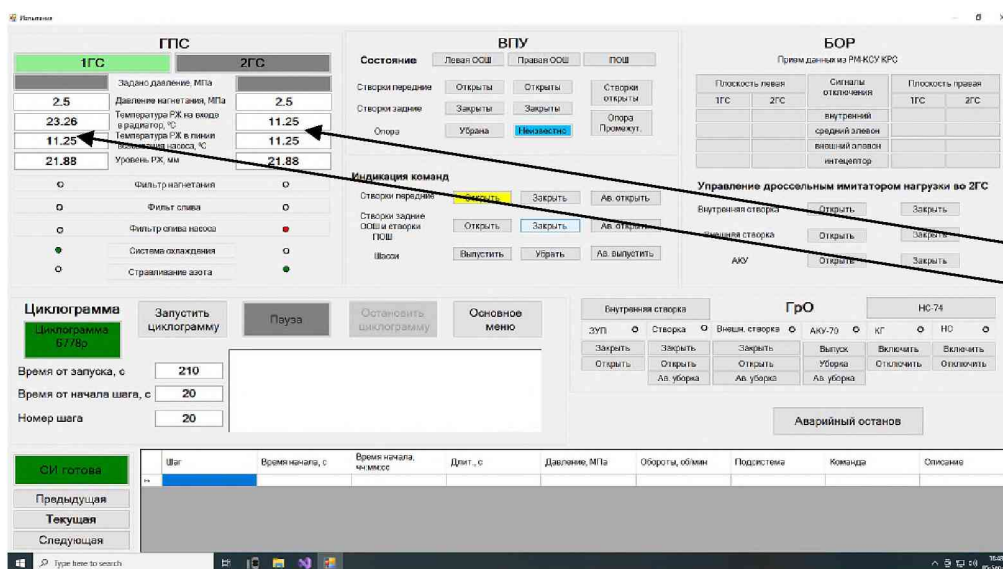 Испытания
ГПС
1ГС 2ГС
Задано давление, МПа
2.5 Давление нагнетания, МПа 2.5
23.26 Температура РЖ на входе в радиатор, ºС 11.25
11.25 Температура РЖ в линии всасывания насоса, ºС 11.25
21.88 Уровень РЖ, мм 21.88
Фильтр нагнетания
Фильт слива
Фильтр слива насоса
Система охлаждения
Стравливание азота
ВПУ
Состояние Левая ООШ Правая ООШ ПОШ
Створки передние Открыты Открыты Створки открыты
Створки задние Закрыты Закрыты
Опора Убрана Неизвестно Опора Промежут.
Индикация команд
Створки передние Открыть Закрыть Ав. открыть
Створки задние ООШ и створки ПОШ Открыть Закрыть Ав. открыть
Шасси Выпустить Убрать Ав. выпустить
БОР
Прием данных из РМ-КСУ КРС
Плоскость левая Сигналы отключения Плоскость правая
1ГС 2ГС 1ГС 2ГС
внутренний
средний элевон
внешний элевон
интецептор
Управление дроссельным имитатором нагрузки во 2ГС
Внутренняя створка Открыть Закрыть
Внешняя створка Открыть Закрыть
АКУ Открыть Закрыть
Циклограмма
Циклограмма 6778р
Запустить циклограмму
Пауза
Остановить циклограмму
Основное меню
Время от запуска, с 210
Время от начала шага, с 20
Номер шага 20
Внутренняя створка ГрО НС-74
ЗУП Створка Внешн. створка АКУ-70 КГ НС
Закрыть Закрыть Закрыть Выпуск Включить Включить
Открыть Открыть Открыть Уборка Отключить Отключить
Ав. уборка Ав. уборка Ав. уборка
Аварийный останов
СИ готова
Предыдущая
Текущая
Следующая
Шаг Время начала, с Время начала, чч:мм:сс Длит., с Давление, МПа Обороты, об/мин Подсистема Команда Описание
Type here to search